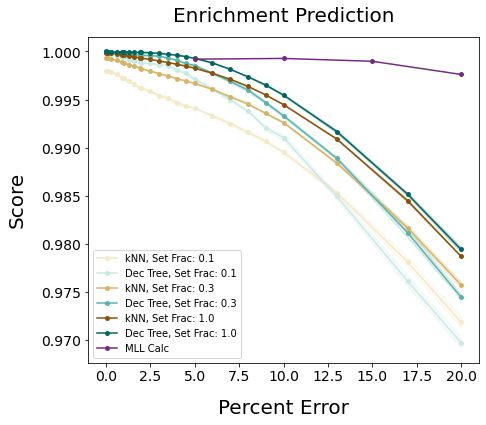 Enrichment Prediction
Score
1.000
0.995
0.990
0.985
0.980
0.975
0.970
kNN, Set Frac: 0.1
Dec Tree, Set Frac: 0.1
kNN, Set Frac: 0.3
Dec Tree, Set Frac: 0.3
kNN, Set Frac: 1.0
Dec Tree, Set Frac: 1.0
MLL Calc
0.0 2.5 5.0 7.5 10.0 12.5 15.0 17.5 20.0
Percent Error